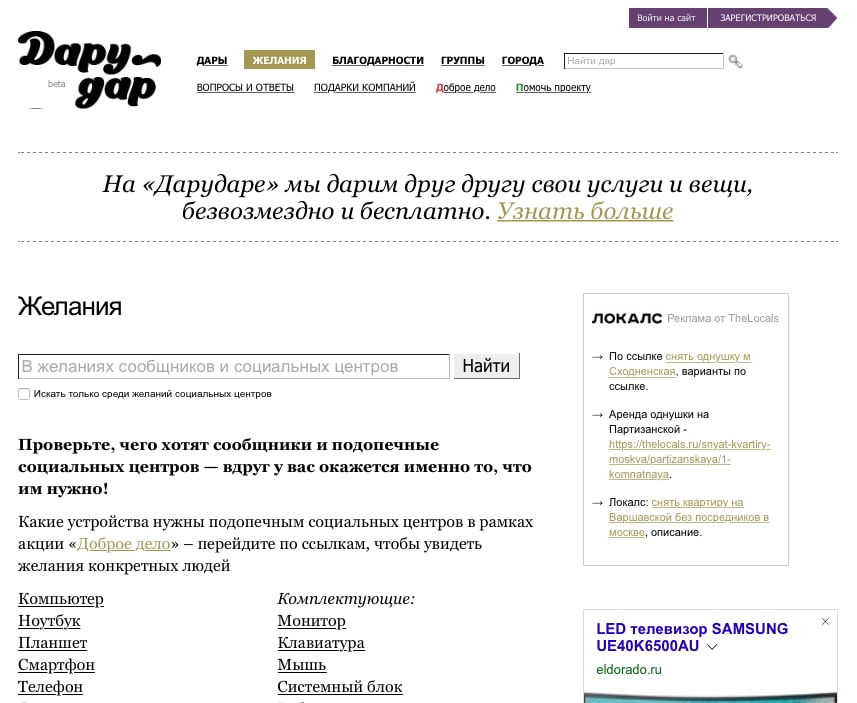 Войти на сайт ЗАРЕГИСТРИРОВАТЬСЯ
Дару-
дар
beta
ДАРЫ ЖЕЛАНИЯ БЛАГОДАРНОСТИ ГРУППЫ ГОРОДА Найти дар
ВОПРОСЫ И ОТВЕТЫ ПОДАРКИ КОМПАНИЙ Доброе дело Помочь проекту
На «Дарударе» мы дарим друг другу свои услуги и вещи,
безвозмездно и бесплатно. Узнать больше
Желания
В желаниях сообщников и социальных центров Найти
Искать только среди желаний социальных центров
Проверьте, чего хотят сообщники и подопечные
социальных центров — вдруг у вас окажется именно то, что
им нужно!
Какие устройства нужны подопечным социальных центров в рамках
акции «Доброе дело» – перейдите по ссылкам, чтобы увидеть
желания конкретных людей
Компьютер
Ноутбук
Планшет
Смартфон
Телефон
Комплектующие:
Монитор
Клавиатура
Мышь
Системный блок
ЛОКАЛС Реклама от TheLocals
→ По ссылке снять однушку м
Сходненская, варианты по
ссылке.
→ Аренда однушки на
Партизанской -
https://thelocals.ru/snyat-kvartiry-
moskva/partizanskaya/1-
komnatnaya.
→ Локалс: снять квартиру на
Варшавской без посредников в
москве, описание.
LED телевизор SAMSUNG
UE40K6500AU
eldorado.ru